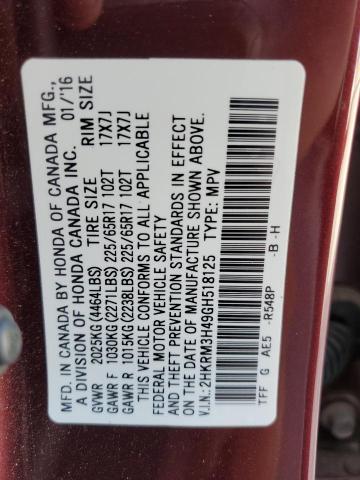 MFD. IN CANADA BY HONDA OF CANADA MFG.,
A DIVISION OF HONDA CANADA INC. 01/'16
GVWR 2025KG(4464LBS) TIRE SIZE RIM SIZE
GAWR F 1030KG(2271LBS) 225/65R17 102T 17X7J
GAWR R 1015KG(2238LBS) 225/65R17 102T 17X7J
THIS VEHICLE CONFORMS TO ALL APPLICABLE
FEDERAL MOTOR VEHICLE SAFETY
AND THEFT PREVENTION STANDARDS IN EFFECT
ON THE DATE OF MANUFACTURE SHOWN ABOVE.
V.I.N.: 2HKRM3H49GH518125 TYPE: MPV
TFF G AE5 -R548P -B -H